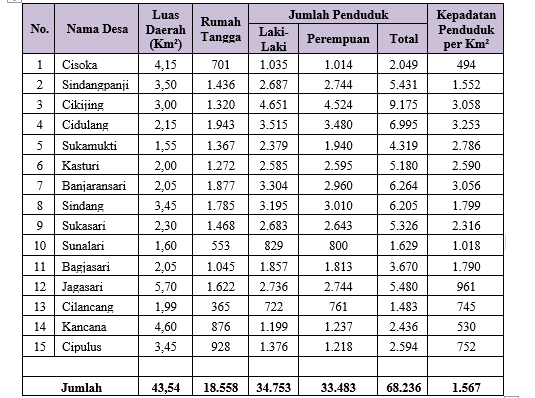 No. Nama Desa Luas Daerah (Km²) Rumah Tangga Jumlah Penduduk Kepadatan Penduduk per Km²
Laki-Laki Perempuan Total
1 Cisoka 4,15 701 1.035 1.014 2.049 494
2 Sindangpanji 3,50 1.436 2.687 2.744 5.431 1.552
3 Cikijing 3,00 1.320 4.651 4.524 9.175 3.058
4 Cidulang 2,15 1.943 3.515 3.480 6.995 3.253
5 Sukamukti 1,55 1.367 2.379 1.940 4.319 2.786
6 Kasturi 2,00 1.272 2.585 2.595 5.180 2.590
7 Banjaransari 2,05 1.877 3.304 2.960 6.264 3.056
8 Sindang 3,45 1.785 3.195 3.010 6.205 1.799
9 Sukasari 2,30 1.468 2.683 2.643 5.326 2.316
10 Sunalari 1,60 553 829 800 1.629 1.018
11 Bagjasari 2,05 1.045 1.857 1.813 3.670 1.790
12 Jagasari 5,70 1.622 2.736 2.744 5.480 961
13 Cilancang 1,99 365 722 761 1.483 745
14 Kancana 4,60 876 1.199 1.237 2.436 530
15 Cipulus 3,45 928 1.376 1.218 2.594 752
Jumlah 43,54 18.558 34.753 33.483 68.236 1.567